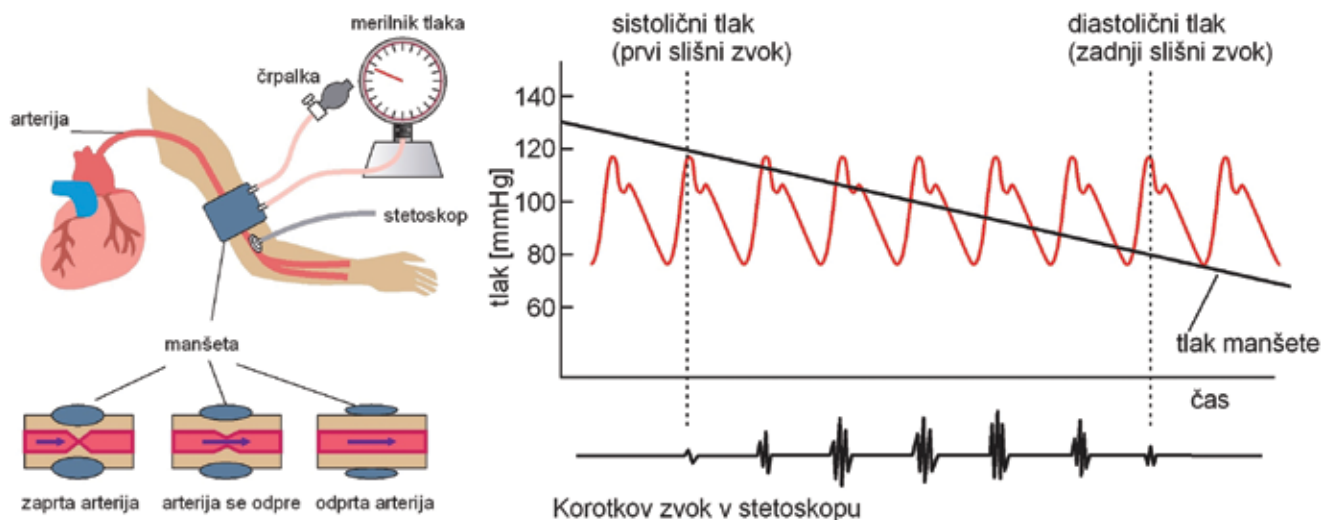 merilnik tlaka
črpalka
arterija
stetoskop
manšeta
zaprta arterija
arterija se odpre
odprta arterija
sistolični tlak
(prvi slišni zvok)
diastolični tlak
(zadnji slišni zvok)
tlak [mmHg]
140
120
100
80
60
tlak manšete
čas
Korotkov zvok v stetoskopu